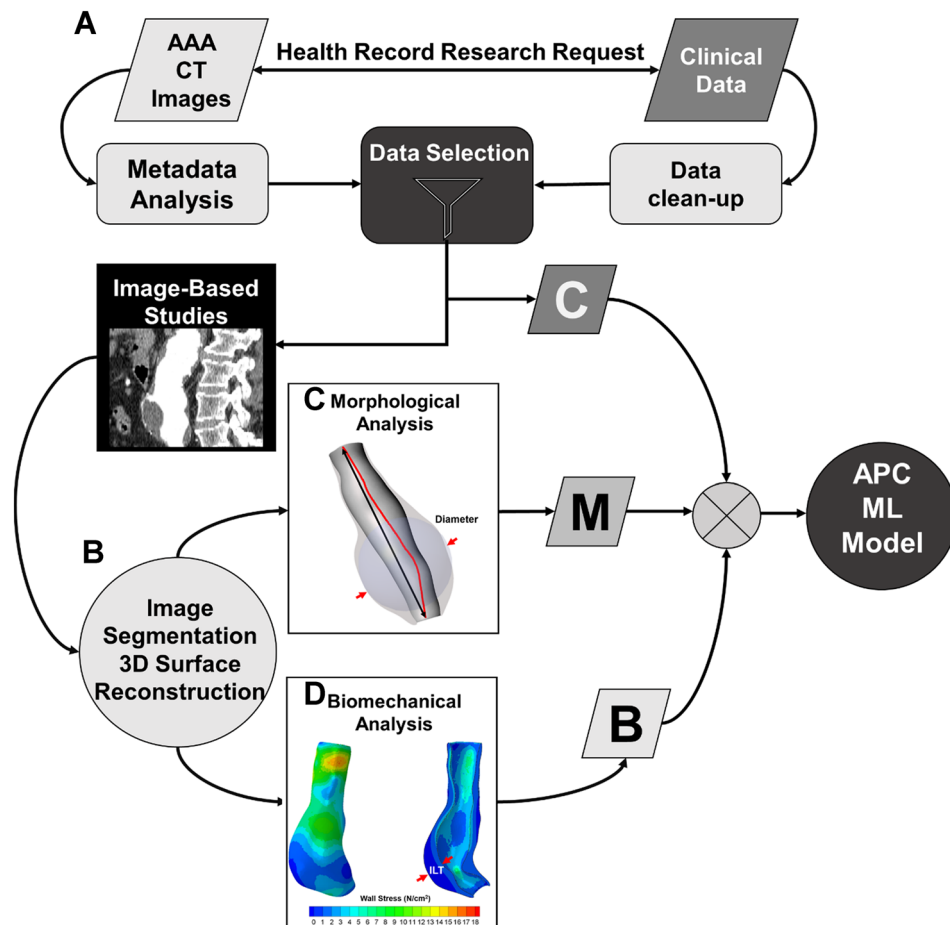 A
AAA
CT
Images
Health Record Research Request
Clinical
Data
Metadata
Analysis
Data Selection
Data
clean-up
Image-Based
Studies
C
C Morphological
Analysis
Diameter
M
APC
ML
Model
B
Image
Segmentation
3D Surface
Reconstruction
D Biomechanical
Analysis
B
ILT
Wall Stress (N/cm²)
0 1 2 3 4 5 6 7 8 9 10 11 12 13 14 15 16 17 18